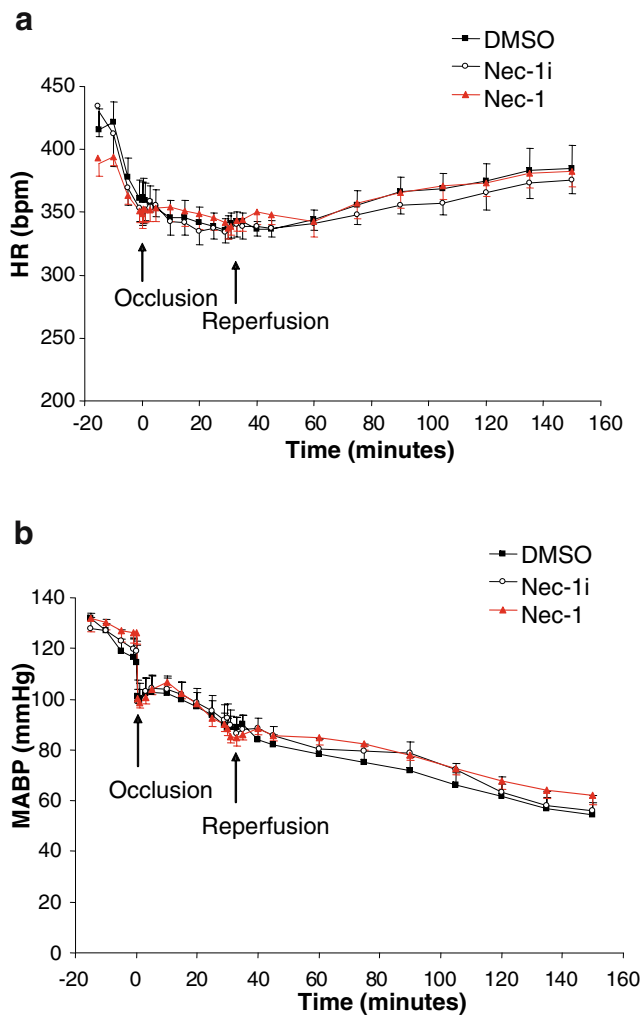 a
DMSO
Nec-1i
Nec-1
HR (bpm)
450
400
350
300
250
200
Occlusion
Reperfusion
-20 0 20 40 60 80 100 120 140 160
Time (minutes)
b
DMSO
Nec-1i
Nec-1
MABP (mmHg)
140
120
100
80
60
40
20
0
Occlusion
Reperfusion
-20 0 20 40 60 80 100 120 140 160
Time (minutes)